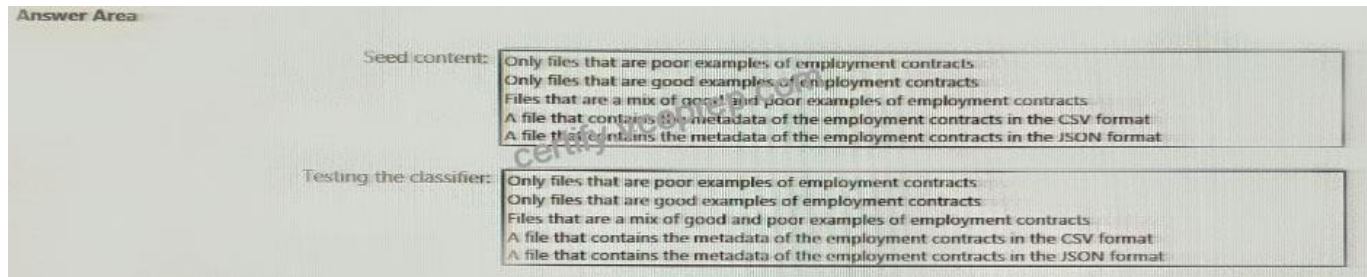 Answer Area
Seed content:
Only files that are poor examples of employment contracts
Only files that are good examples of employment contracts
Files that are a mix of good and poor examples of employment contracts
A file that contains the metadata of the employment contracts in the CSV format
A file that contains the metadata of the employment contracts in the JSON format
Testing the classifier:
Only files that are poor examples of employment contracts
Only files that are good examples of employment contracts
Files that are a mix of good and poor examples of employment contracts
A file that contains the metadata of the employment contracts in the CSV format
A file that contains the metadata of the employment contracts in the JSON format